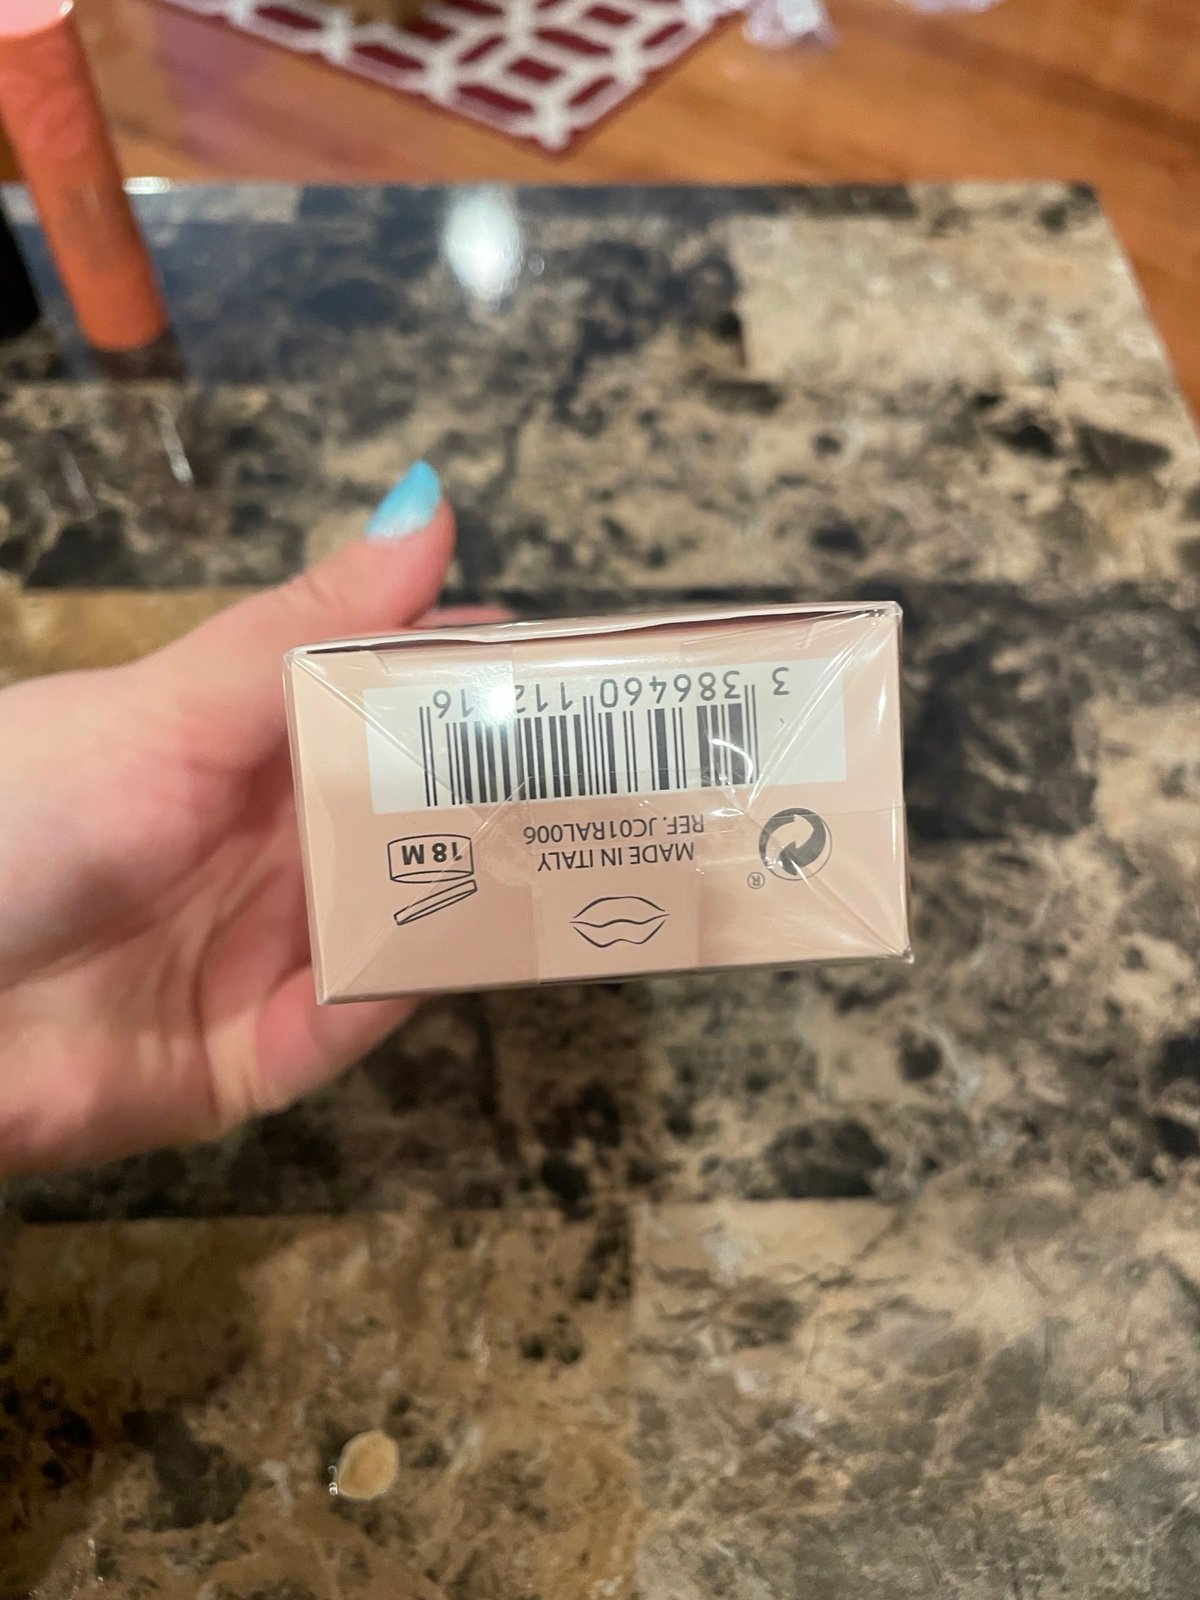 ®
MADE IN ITALY
REF. JC01RAL006
18 M
3 386460